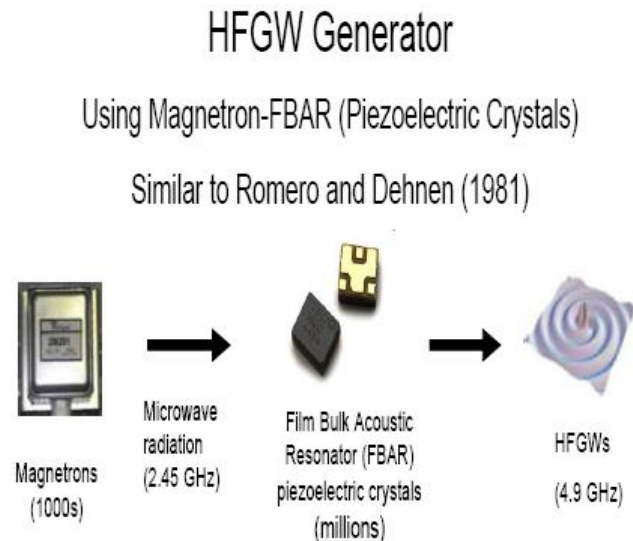 HFGW Generator
Using Magnetron-FBAR (Piezoelectric Crystals)
Similar to Romero and Dehnen (1981)
Magnetrons
(1000s)
Microwave
radiation
(2.45 GHz)
Film Bulk Acoustic
Resonator (FBAR)
piezoelectric crystals
(millions)
HFGWs
(4.9 GHz)